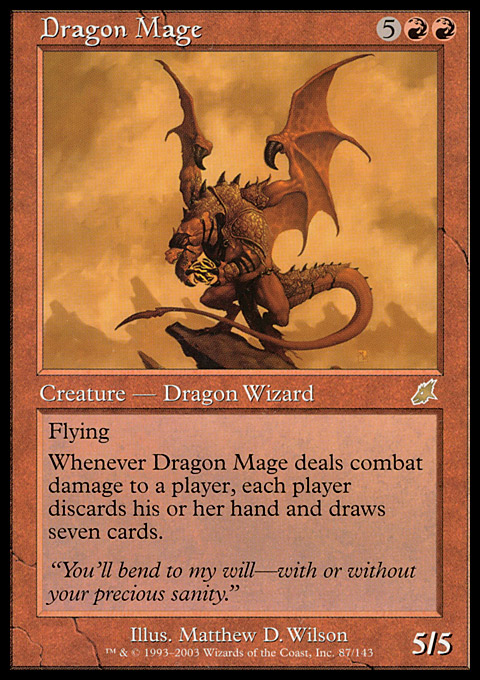 Dragon Mage 5
Creature — Dragon Wizard
Flying
Whenever Dragon Mage deals combat
damage to a player, each player
discards his or her hand and draws
seven cards.
“You’ll bend to my will—with or without
your precious sanity.”
Illus. Matthew D. Wilson
™ & © 1993-2003 Wizards of the Coast, Inc. 87/143
5/5